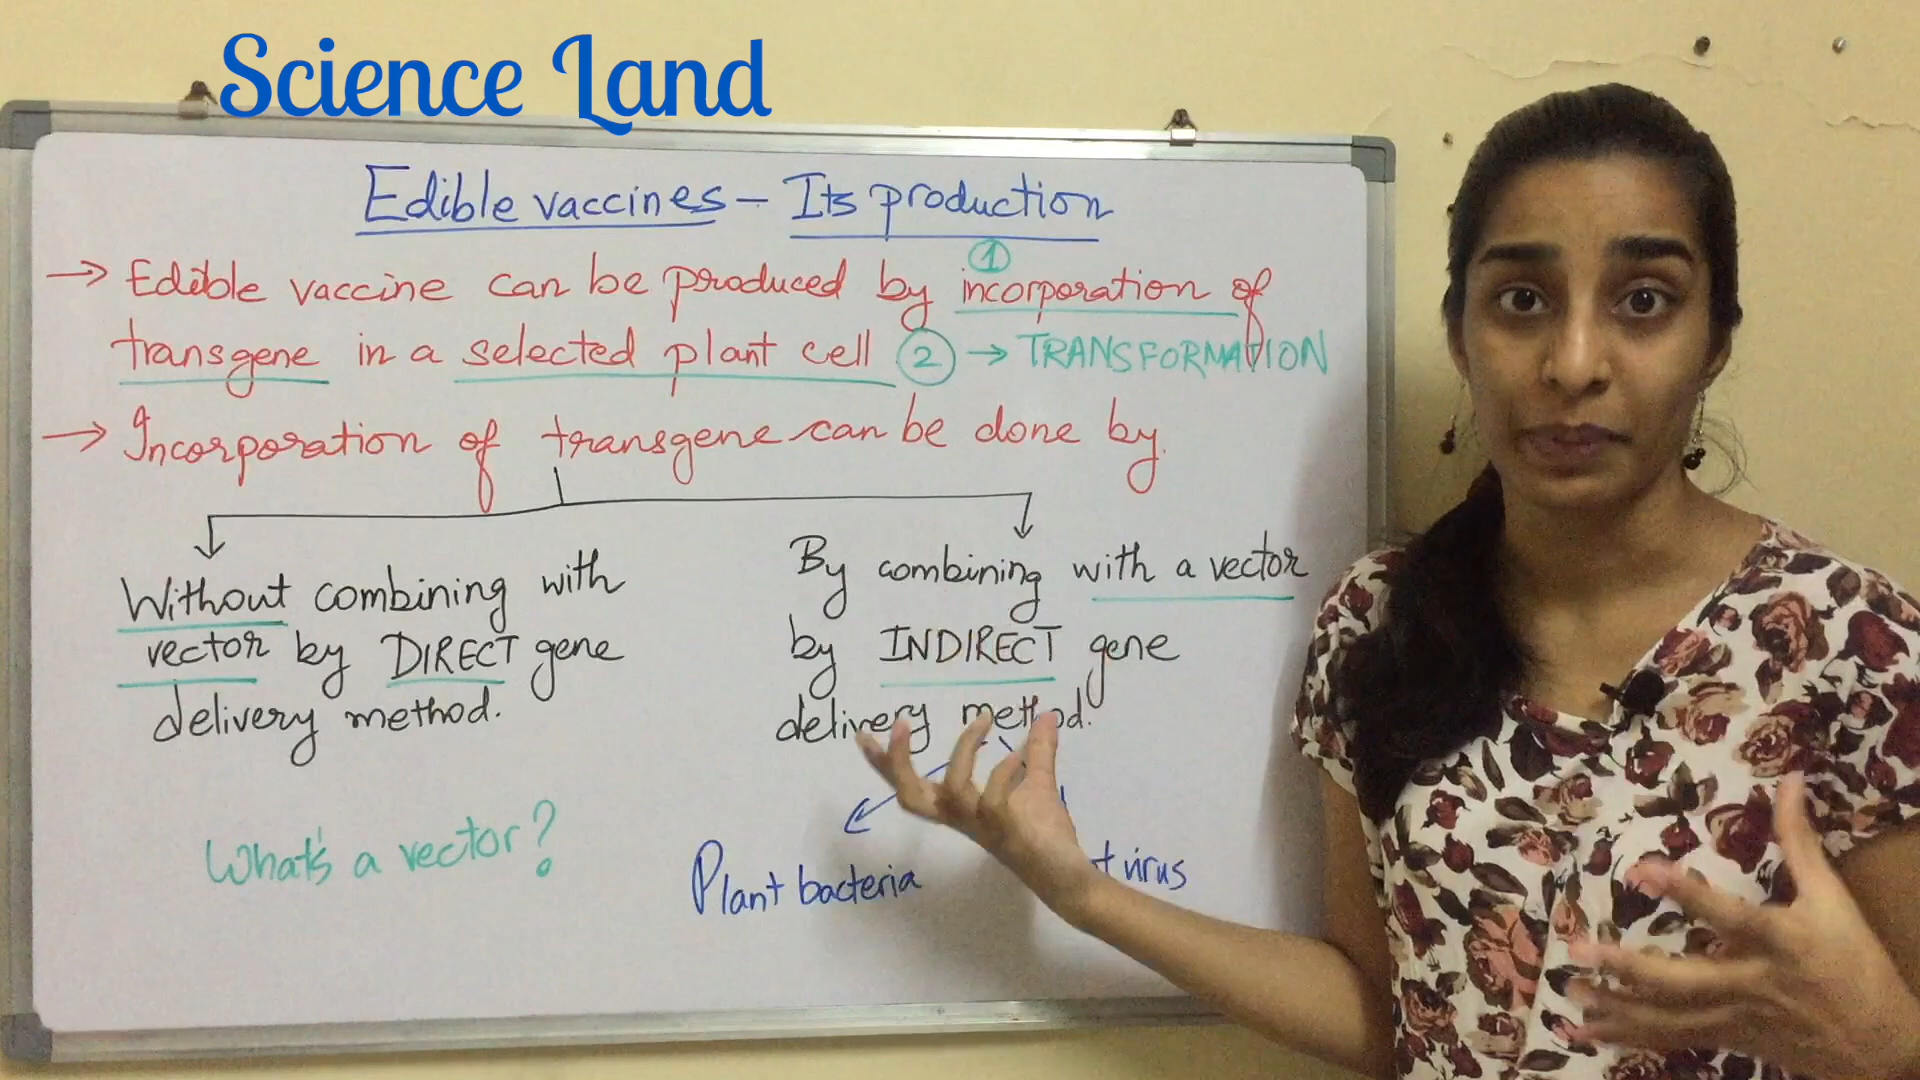 Science Land
Edible vaccines - Its production
→ Edible vaccine can be produced by incorporation of
①
transgene in a selected plant cell ② → TRANSFORMATION
→ Incorporation of transgene can be done by
Without combining with
vector by DIRECT gene
delivery method.
By combining with a vector
by INDIRECT gene
delivery method.
What's a vector?
Plant bacteria
t virus